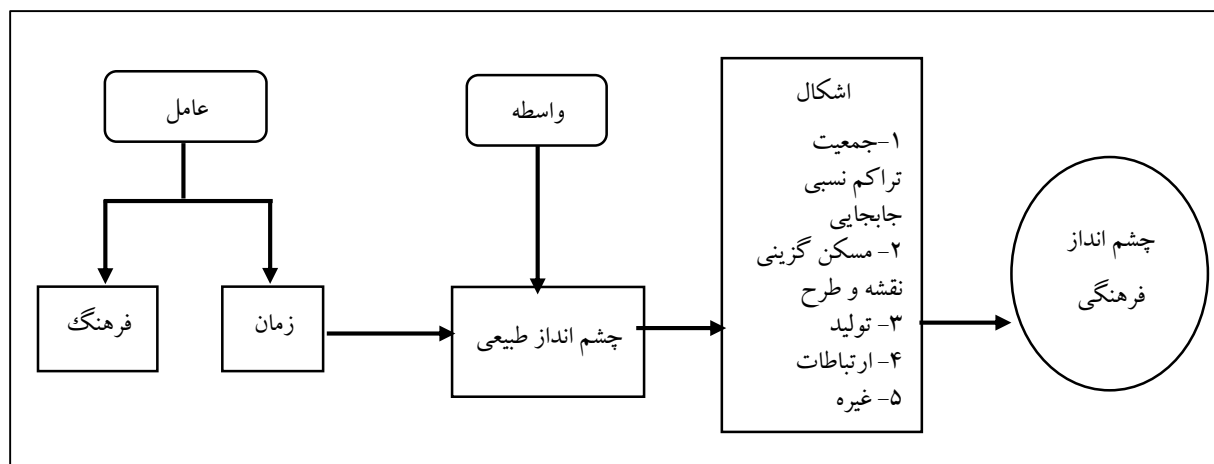 عامل
واسطه
فرهنگ
زمان
چشم انداز طبیعی
اشکال
۱-جمعیت
تراکم نسبی
جابجایی
۲- مسکن گزینی
نقشه و طرح
۳- تولید
۴- ارتباطات
۵- غیره
چشم انداز
فرهنگی